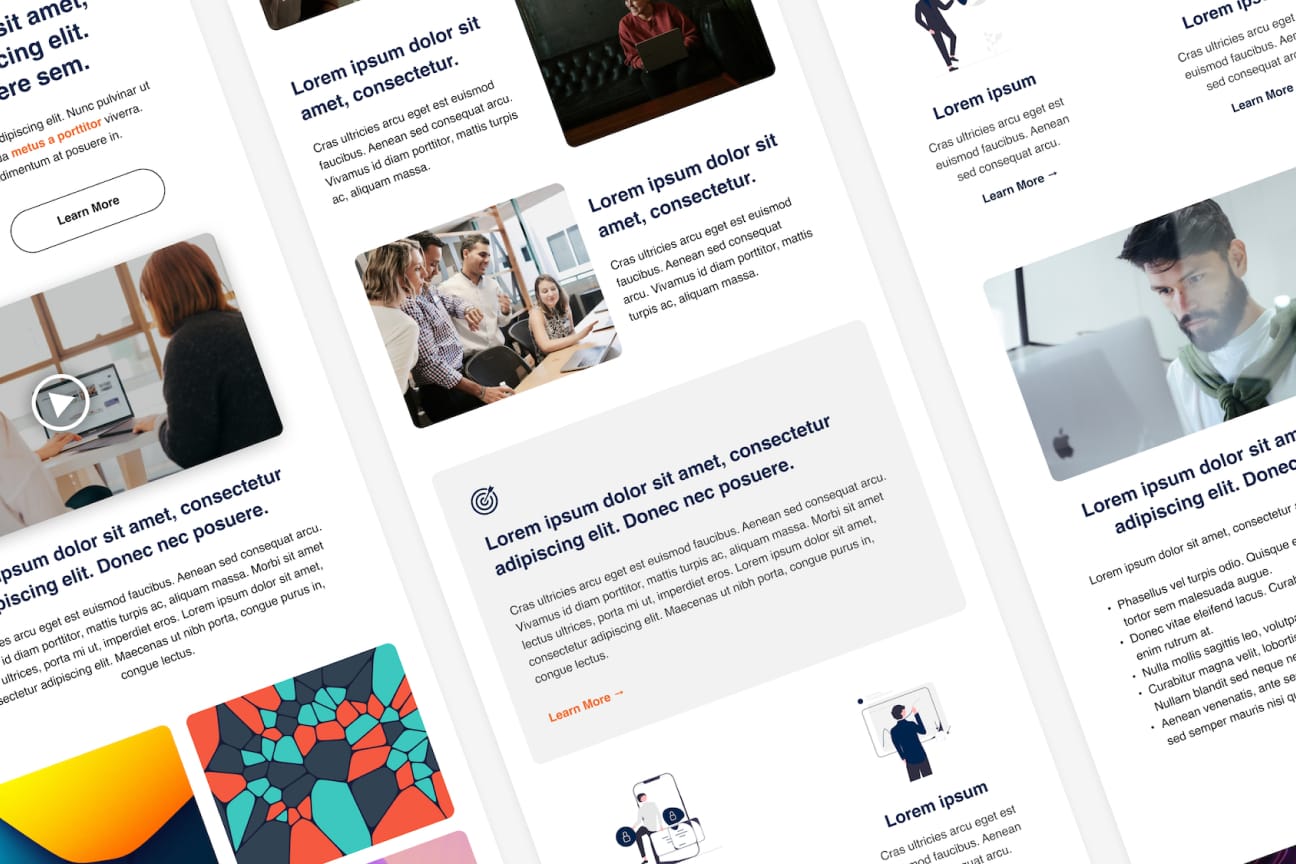 sit amet,
cing elit.
ere sem.
adipiscing elit. Nunc pulvinar ut
metus a porttitor viverra.
dimentum at posuere in.
Learn More
psum dolor sit amet, consectetur
piscing elit. Donec nec posuere.
es arcu eget est euismod faucibus. Aenean sed consequat arcu.
id diam porttitor, mattis turpis ac, aliquam massa. Morbi sit amet
ultrices, porta mi ut, imperdiet eros. Lorem ipsum dolor sit amet,
sectetur adipiscing elit. Maecenas ut nibh porta, congue purus in,
congue lectus.
Lorem ipsum dolor sit
amet, consectetur.
Cras ultricies arcu eget est euismod
faucibus. Aenean sed consequat arcu.
Vivamus id diam porttitor, mattis turpis
ac, aliquam massa.
Lorem ipsum dolor sit
amet, consectetur.
Cras ultricies arcu eget est euismod
faucibus. Aenean sed consequat
arcu. Vivamus id diam porttitor, mattis
turpis ac, aliquam massa.
Lorem ipsum dolor sit amet, consectetur
adipiscing elit. Donec nec posuere.
Cras ultricies arcu eget est euismod faucibus. Aenean sed consequat arcu.
Vivamus id diam porttitor, mattis turpis ac, aliquam massa. Morbi sit amet
lectus ultrices, porta mi ut, imperdiet eros. Lorem ipsum dolor sit amet,
consectetur adipiscing elit. Maecenas ut nibh porta, congue purus in,
congue lectus.
Learn More →
Lorem ipsum
Cras ultricies arcu eget est
euismod faucibus. Aenean
sed consequat arcu.
Lorem ipsum
Cras ultricies arcu eget est
euismod faucibus. Aenean
sed consequat arcu.
Learn More →
Lorem ipsu
Cras ultricies arcu eget
euismod faucibus. Ae
sed consequat arc
Learn More
Lorem ipsum dolor sit am
adipiscing elit. Donec
Lorem ipsum dolor sit amet, consectetur
• Phasellus vel turpis odio. Quisque e
tortor sem malesuada augue.
• Donec vitae eleifend lacus. Curab
enim rutrum at.
• Nulla mollis sagittis leo, volutpa
• Curabitur magna velit, lobortis
Nullam blandit sed neque ne
• Aenean venenatis, ante se
sed semper mauris nisi q